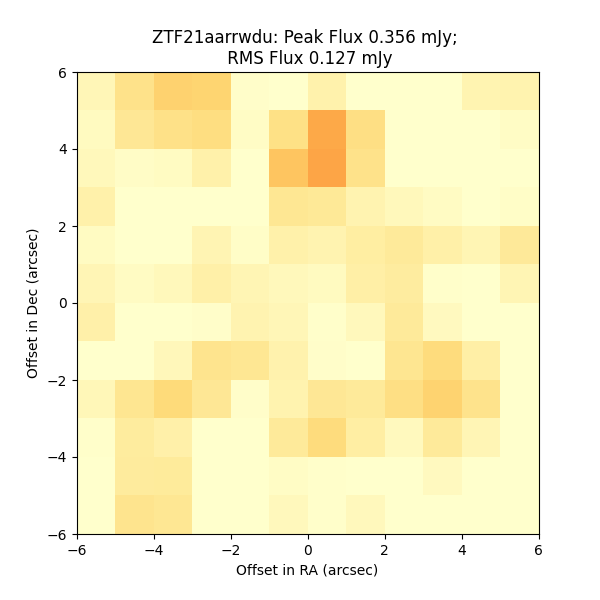 ZTF21aarrwdu: Peak Flux 0.356 mJy;
RMS Flux 0.127 mJy
6
4
2
0
−2
−4
−6
Offset in Dec (arcsec)
−6 −4 −2 0 2 4 6
Offset in RA (arcsec)